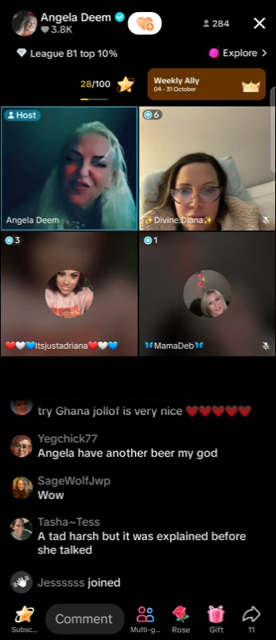 Angela Deem
3.8K
284
League B1 top 10%
Explore >
28/100
Weekly Ally
04 - 31 October
Host
6
Angela Deem
✨Divine.Diana✨
3
1
❤️🤍💙Itsjustadriana❤️🤍💙
🦋MamaDeb🦋
try Ghana jollof is very nice ❤️❤️❤️❤️❤️
Yegchick77
Angela have another beer my god
SageWolfJwp
Wow
Tasha~Tess
A tad harsh but it was explained before
she talked
Jessssss joined
Comment
Subsc...
Multi-g...
Rose
Gift
11